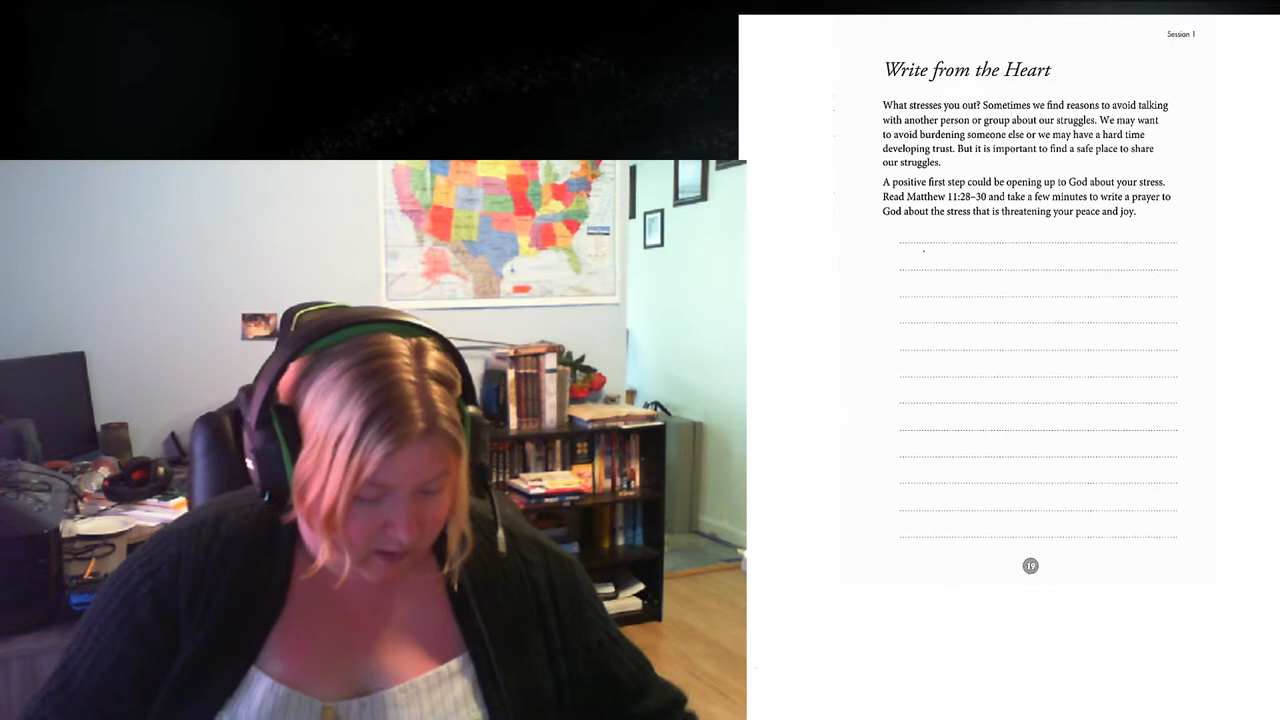 Session 1
Write from the Heart
What stresses you out? Sometimes we find reasons to avoid talking
with another person or group about our struggles. We may want
to avoid burdening someone else or we may have a hard time
developing trust. But it is important to find a safe place to share
our struggles.
A positive first step could be opening up to God about your stress.
Read Matthew 11:28–30 and take a few minutes to write a prayer to
God about the stress that is threatening your peace and joy.
19